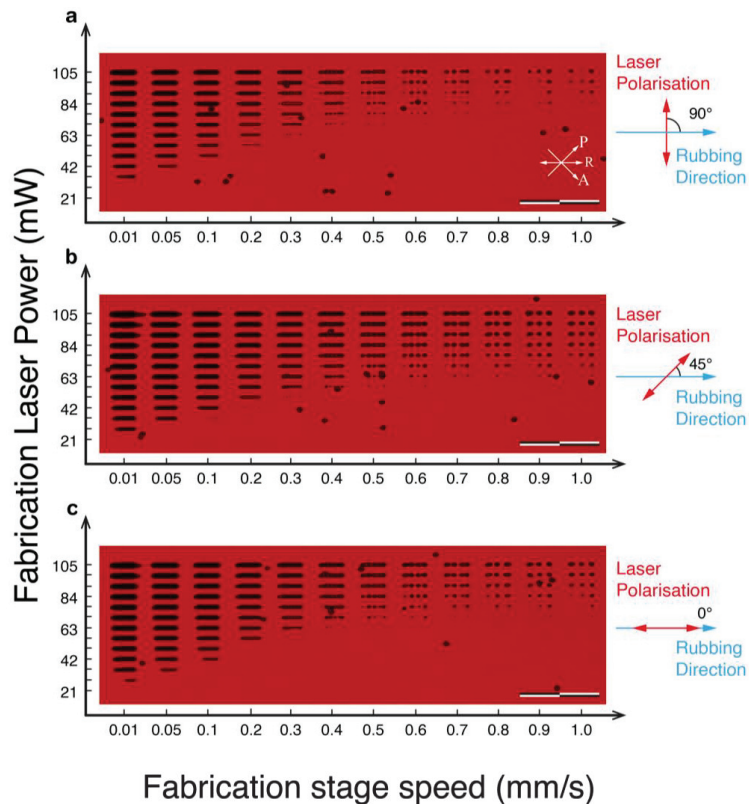 a
105
84
63
42
21
P
R
A
0.01 0.05 0.1 0.2 0.3 0.4 0.5 0.6 0.7 0.8 0.9 1.0
Laser
Polarisation
90°
Rubbing
Direction
b
105
84
63
42
21
0.01 0.05 0.1 0.2 0.3 0.4 0.5 0.6 0.7 0.8 0.9 1.0
Laser
Polarisation
45°
Rubbing
Direction
c
105
84
63
42
21
0.01 0.05 0.1 0.2 0.3 0.4 0.5 0.6 0.7 0.8 0.9 1.0
Laser
Polarisation
0°
Rubbing
Direction
Fabrication Laser Power (mW)
Fabrication stage speed (mm/s)